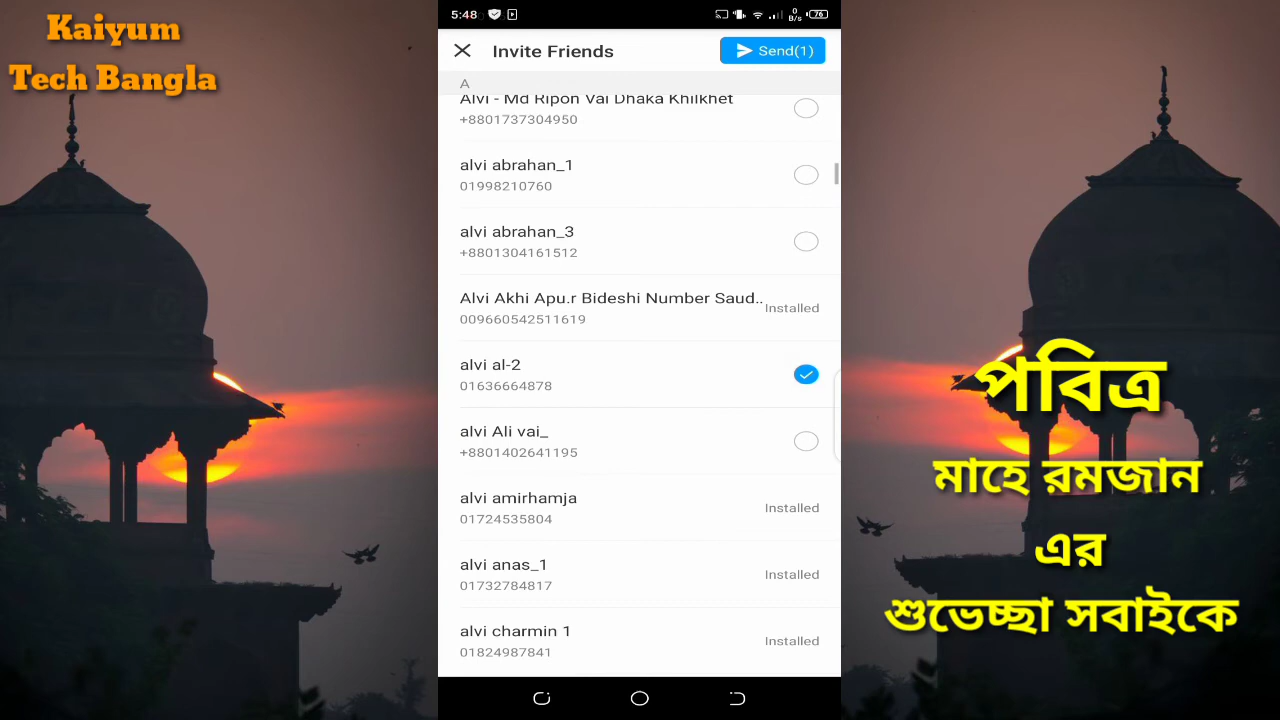 Kaiyum
Tech Bangla
5:48
0
B/s
76
Invite Friends
Send(1)
A
Alvi - Md Ripon Vai Dhaka Khilkhet
+8801737304950
alvi abrahan_1
01998210760
alvi abrahan_3
+8801304161512
Alvi Akhi Apu.r Bideshi Number Saud..
Installed
009660542511619
alvi al-2
01636664878
alvi Ali vai_
+8801402641195
alvi amirhamja
Installed
01724535804
alvi anas_1
Installed
01732784817
alvi charmin 1
Installed
01824987841
পবিত্র
মাহে রমজান
এর
শুভেচ্ছা সবাইকে